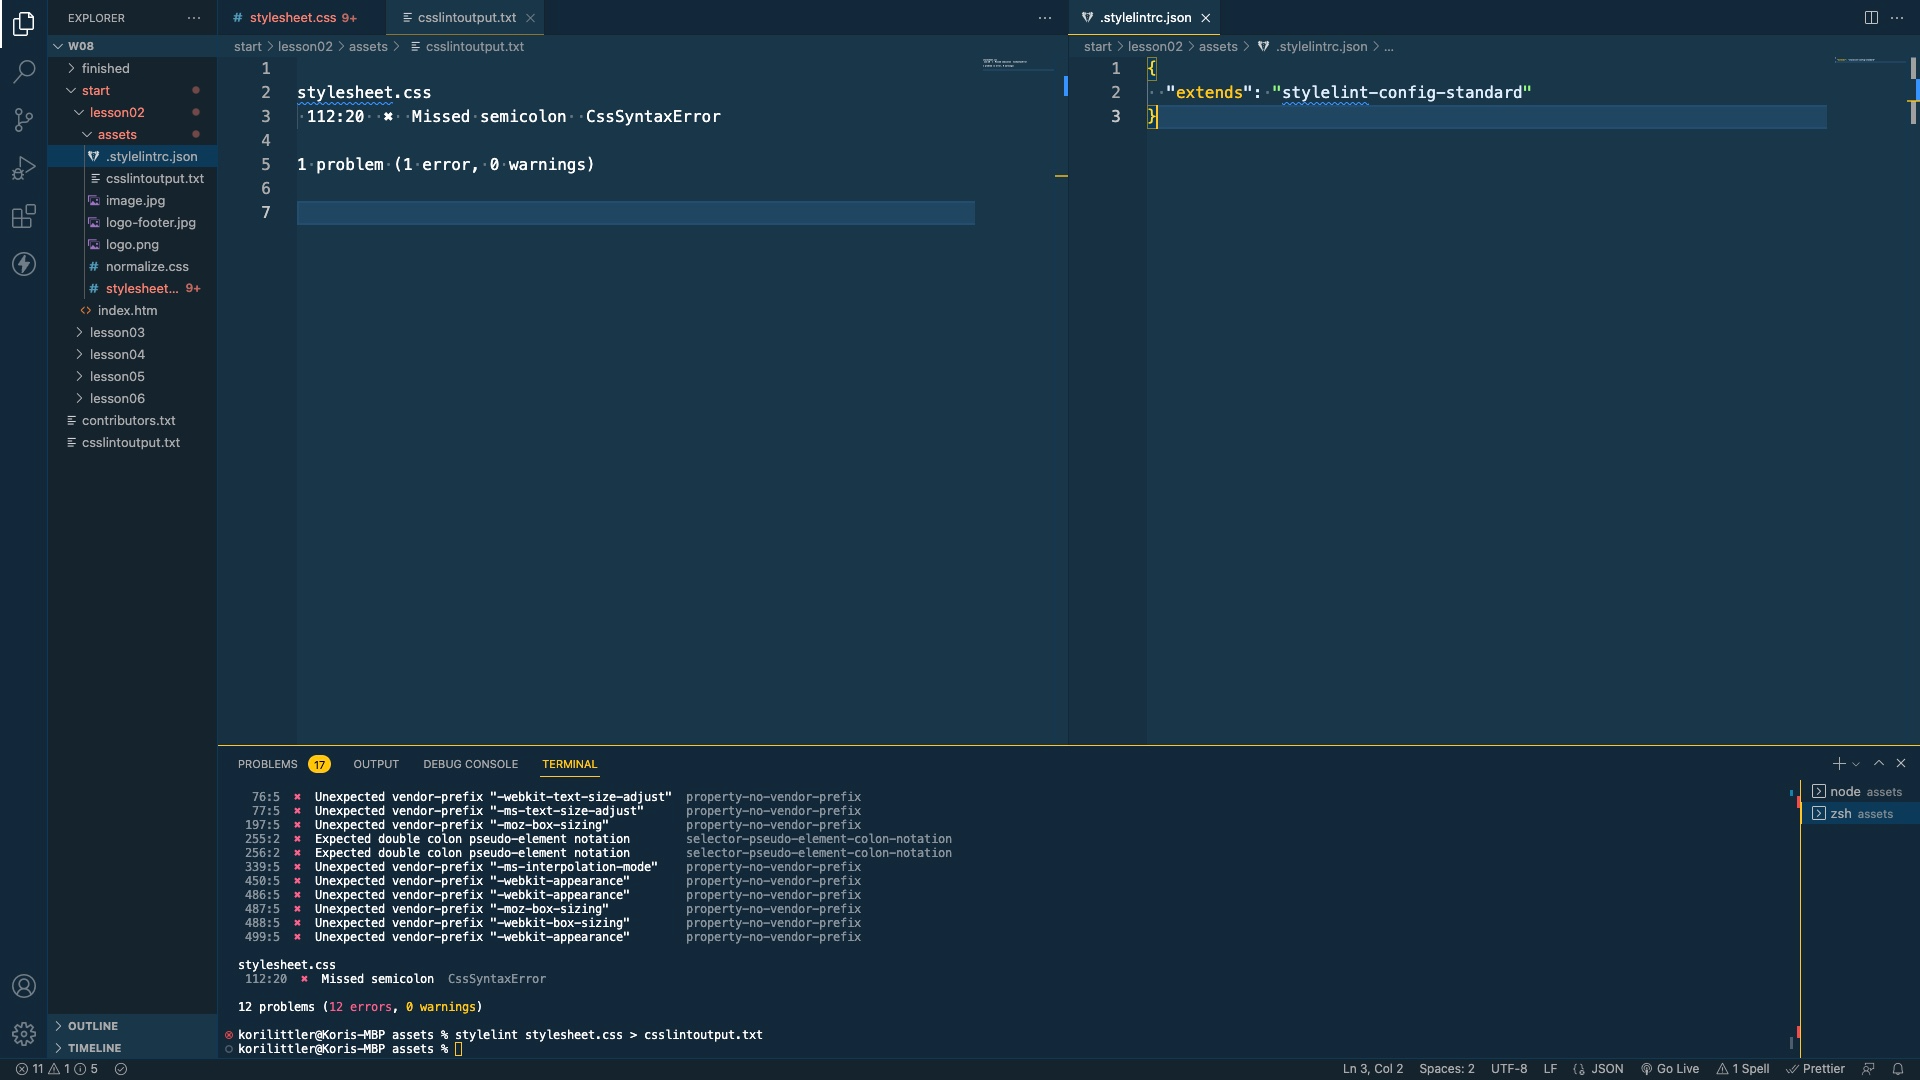 EXPLORER
W08
finished
start
lesson02
assets
.stylelintrc.json
csslintoutput.txt
image.jpg
logo-footer.jpg
logo.png
normalize.css
stylesheet... 9+
index.htm
lesson03
lesson04
lesson05
lesson06
contributors.txt
csslintoutput.txt
OUTLINE
TIMELINE
# stylesheet.css 9+
csslintoutput.txt
start > lesson02 > assets > csslintoutput.txt
1
2 stylesheet.css
3 112:20 ✖ Missed semicolon CssSyntaxError
4
5 1 problem (1 error, 0 warnings)
6
7
.stylelintrc.json
start > lesson02 > assets > .stylelintrc.json > ...
1 {
2 "extends": "stylelint-config-standard"
3 }
PROBLEMS 17 OUTPUT DEBUG CONSOLE TERMINAL
76:5 ✖ Unexpected vendor-prefix "-webkit-text-size-adjust" property-no-vendor-prefix
77:5 ✖ Unexpected vendor-prefix "-ms-text-size-adjust" property-no-vendor-prefix
197:5 ✖ Unexpected vendor-prefix "-moz-box-sizing" property-no-vendor-prefix
255:2 ✖ Expected double colon pseudo-element notation selector-pseudo-element-colon-notation
256:2 ✖ Expected double colon pseudo-element notation selector-pseudo-element-colon-notation
339:5 ✖ Unexpected vendor-prefix "-ms-interpolation-mode" property-no-vendor-prefix
450:5 ✖ Unexpected vendor-prefix "-webkit-appearance" property-no-vendor-prefix
486:5 ✖ Unexpected vendor-prefix "-webkit-appearance" property-no-vendor-prefix
487:5 ✖ Unexpected vendor-prefix "-moz-box-sizing" property-no-vendor-prefix
488:5 ✖ Unexpected vendor-prefix "-webkit-box-sizing" property-no-vendor-prefix
499:5 ✖ Unexpected vendor-prefix "-webkit-appearance" property-no-vendor-prefix
stylesheet.css
112:20 ✖ Missed semicolon CssSyntaxError
12 problems (12 errors, 0 warnings)
korilittler@Koris-MBP assets % stylelint stylesheet.css > csslintoutput.txt
korilittler@Koris-MBP assets %
node assets
zsh assets
11 1 5
Ln 3, Col 2 Spaces: 2 UTF-8 LF {} JSON Go Live 1 Spell Prettier